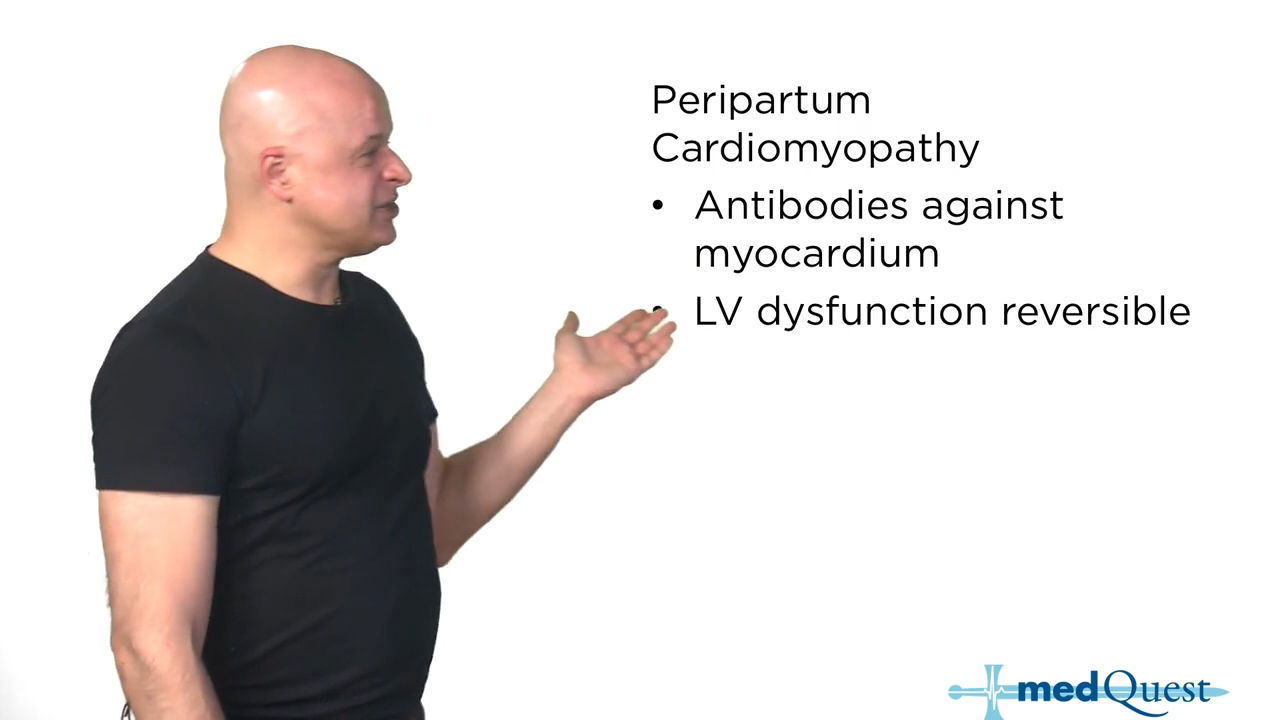 Peripartum
Cardiomyopathy
• Antibodies against
myocardium
• LV dysfunction reversible
medQuest